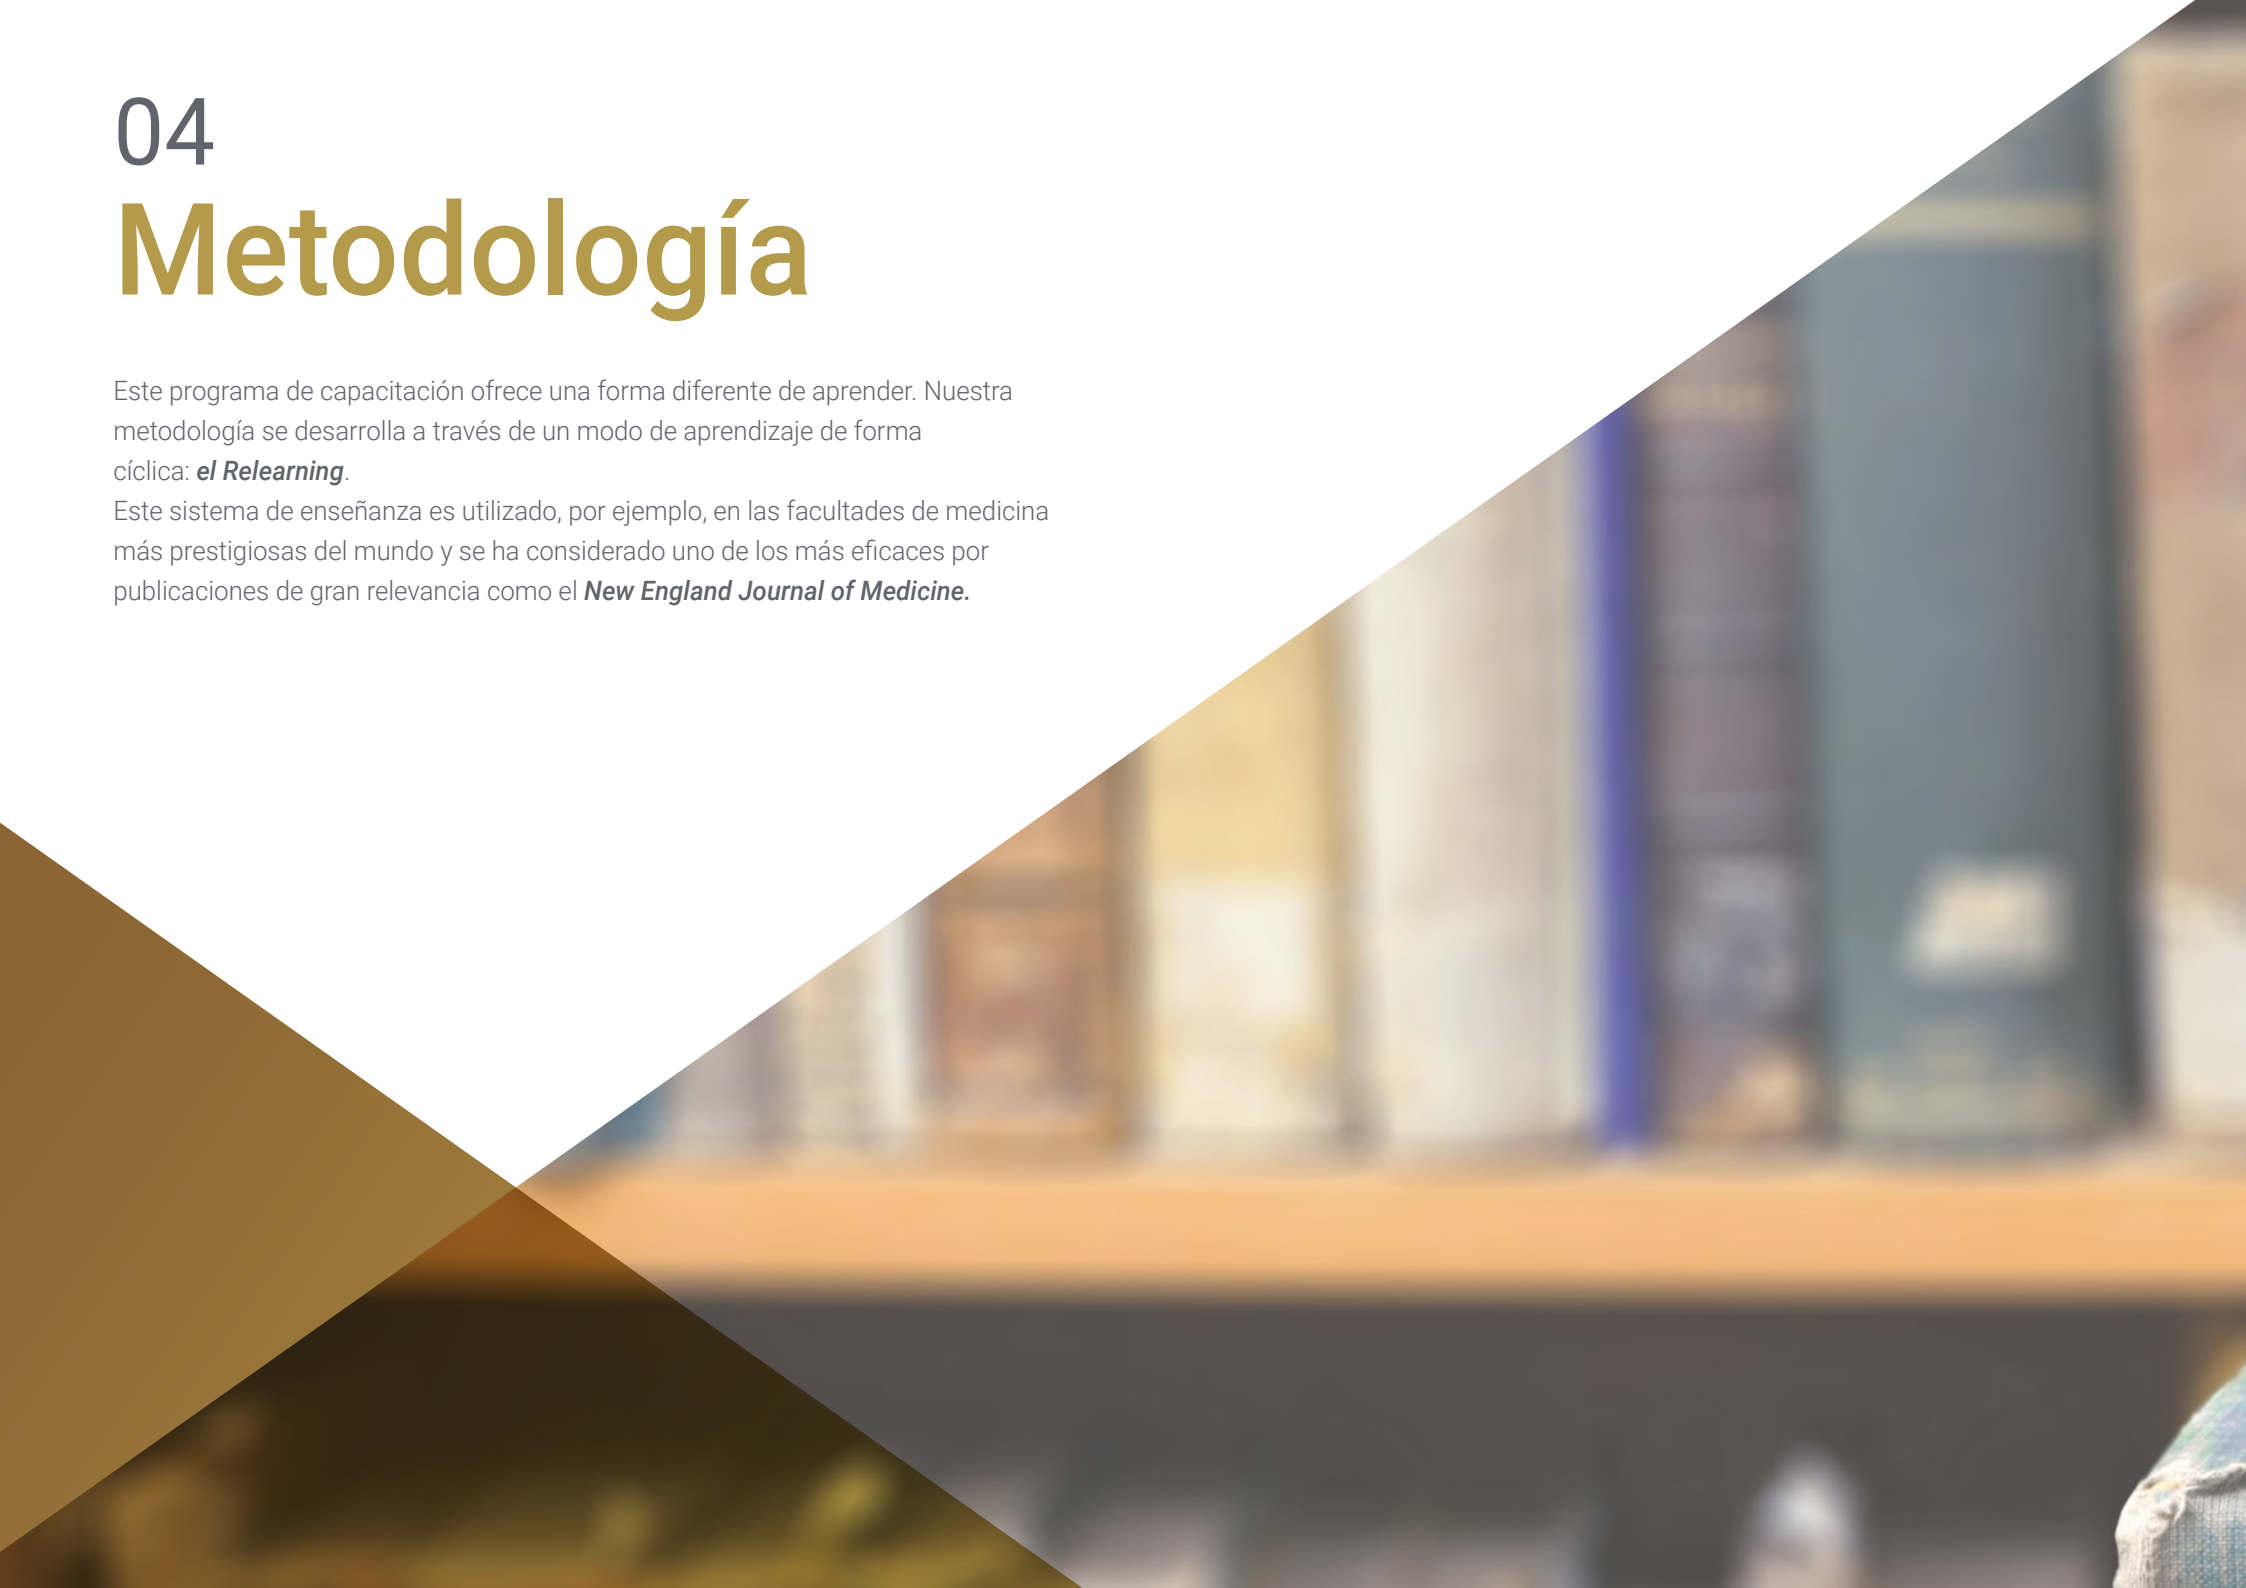 04
Metodología
Este programa de capacitación ofrece una forma diferente de aprender. Nuestra
metodología se desarrolla a través de un modo de aprendizaje de forma
cíclica: el Relearning.
Este sistema de enseñanza es utilizado, por ejemplo, en las facultades de medicina
más prestigiosas del mundo y se ha considerado uno de los más eficaces por
publicaciones de gran relevancia como el New England Journal of Medicine.